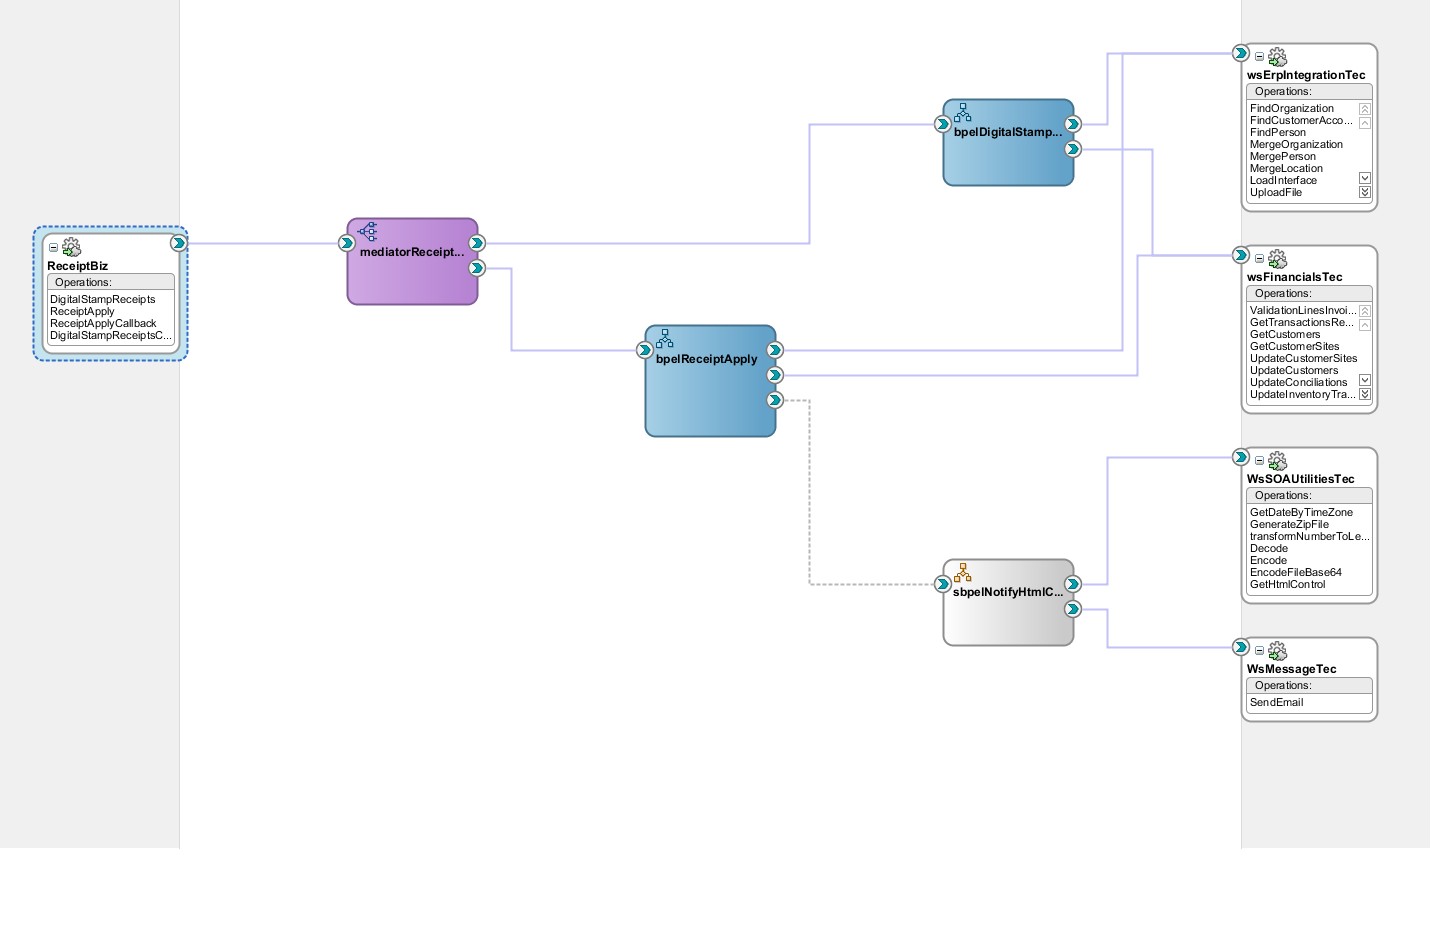 ReceiptBiz
Operations:
DigitalStampReceipts
ReceiptApply
ReceiptApplyCallback
DigitalStampReceiptsC...
mediatorReceipt...
bpelReceiptApply
bpelDigitalStamp...
sbpelNotifyHtmlC...
wsErpIntegrationTec
Operations:
FindOrganization
FindCustomerAcco...
FindPerson
MergeOrganization
MergePerson
MergeLocation
LoadInterface
UploadFile
wsFinancialsTec
Operations:
ValidationLinesInvoi...
GetTransactionsRe...
GetCustomers
GetCustomerSites
UpdateCustomerSites
UpdateCustomers
UpdateConciliations
UpdateInventoryTra...
WsSOAUtilitiesTec
Operations:
GetDateByTimeZone
GenerateZipFile
transformNumberToLe...
Decode
Encode
EncodeFileBase64
GetHtmlControl
WsMessageTec
Operations:
SendEmail